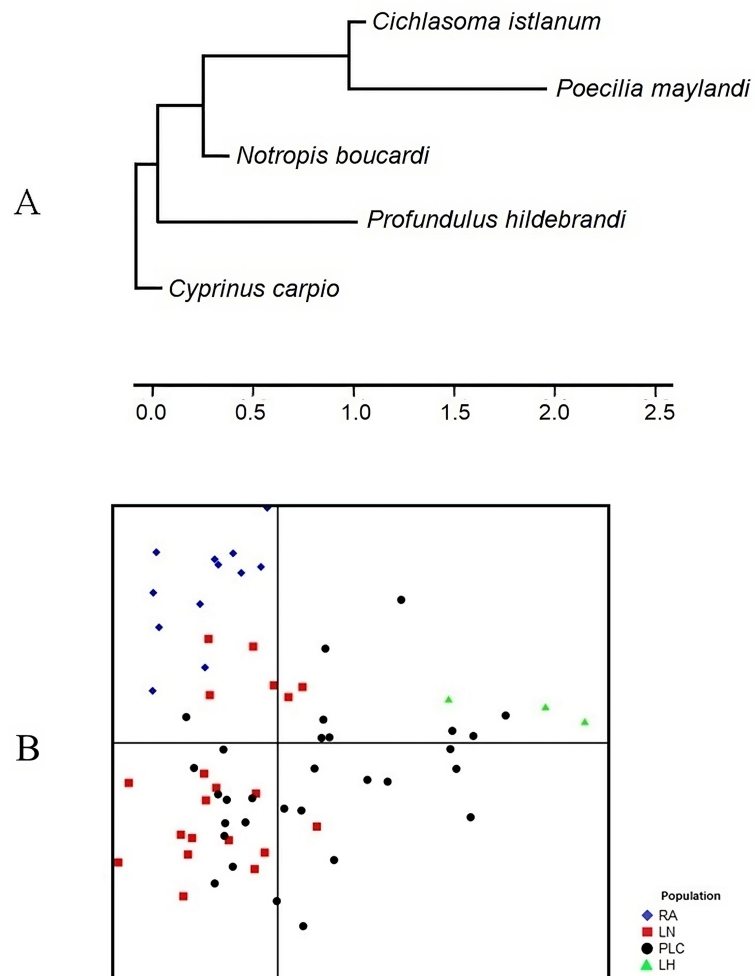 Cichlasoma istlanum
Poecilia maylandi
Notropis boucardi
A
Profundulus hildebrandi
Cyprinus carpio
0.0 0.5 1.0 1.5 2.0 2.5
B
Population
RA
LN
PLC
LH